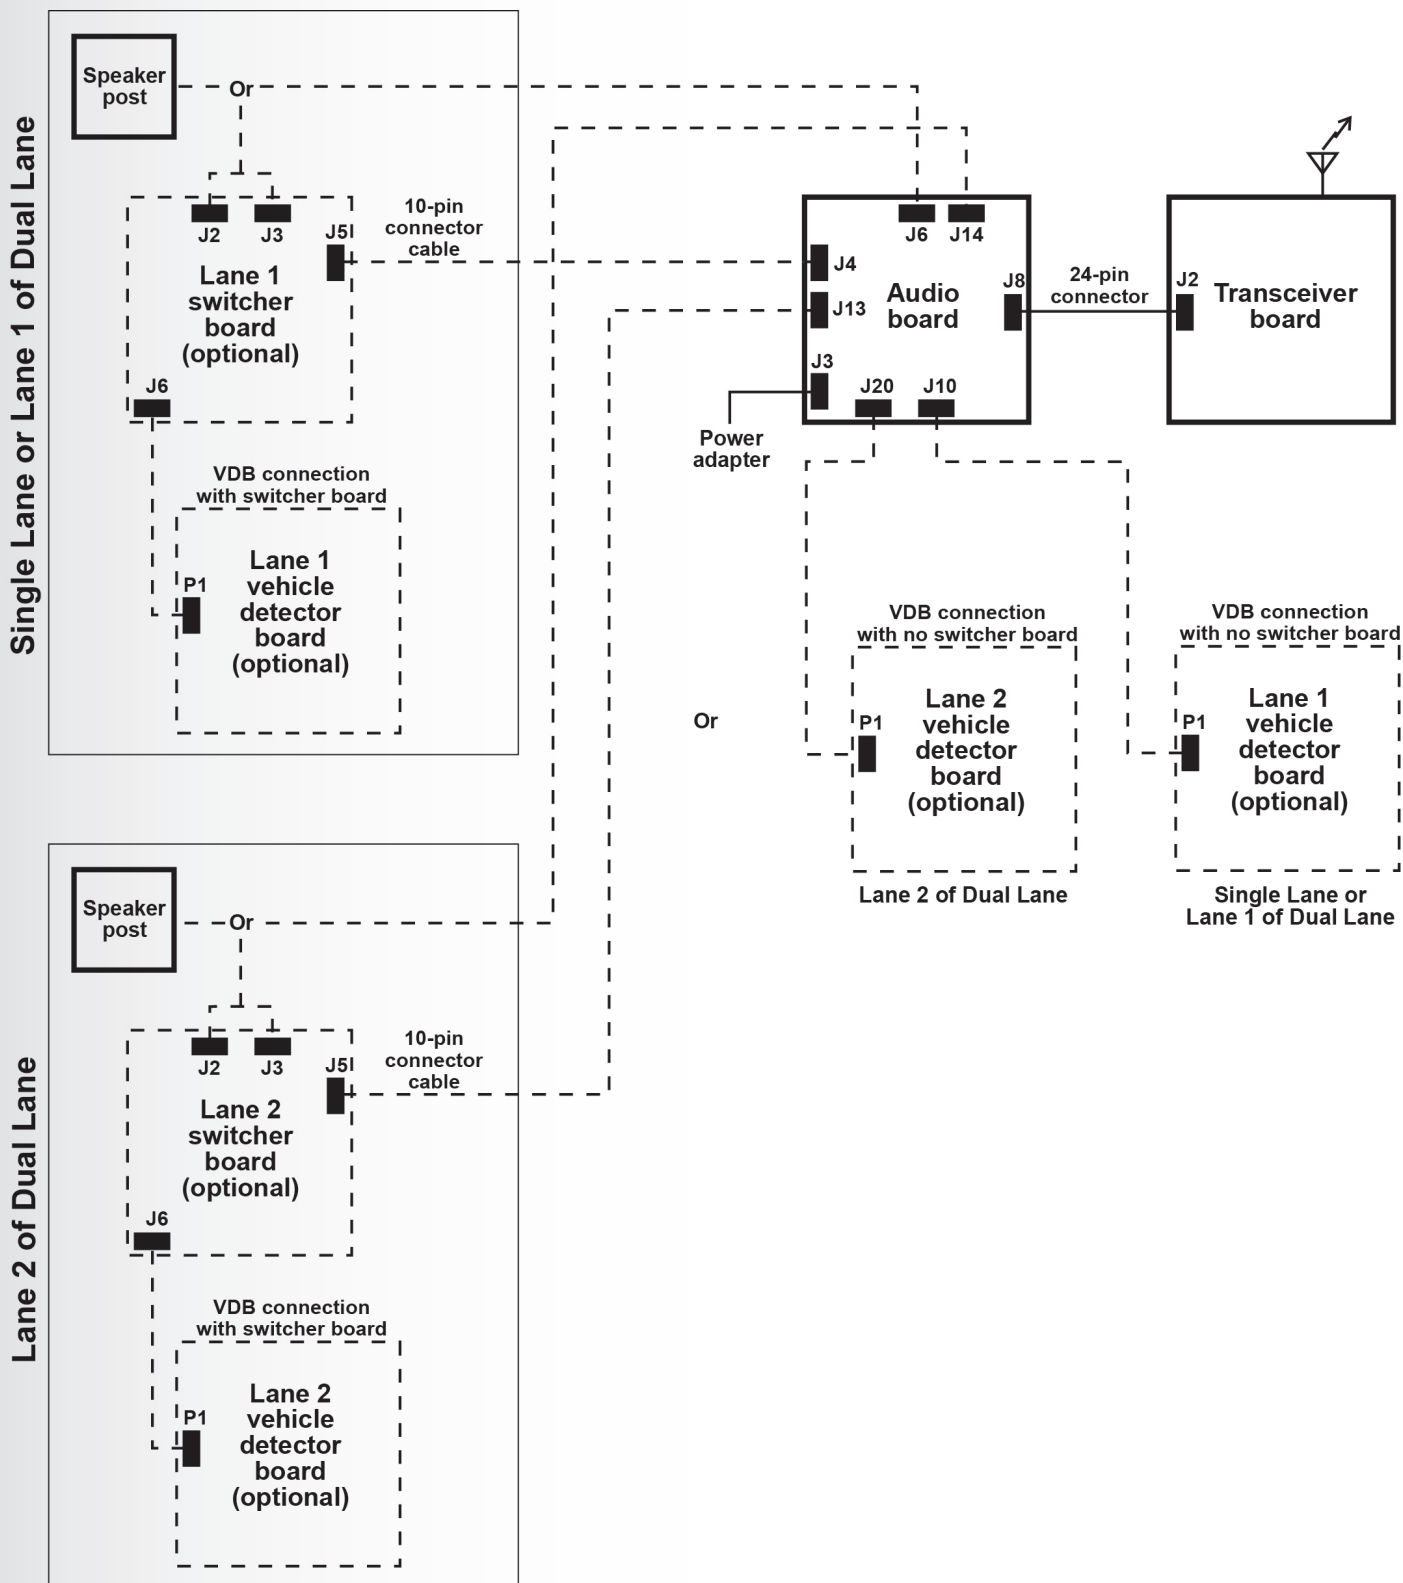 Single Lane or Lane 1 of Dual Lane
Speaker
post
Or
J2
J3
J5
Lane 1
switcher
board
(optional)
J6
10-pin
connector
cable
VDB connection
with switcher board
P1
Lane 1
vehicle
detector
board
(optional)
J6
J14
J4
J13
J3
J20
J10
J8
Audio
board
Power
adapter
24-pin
connector
J2
Transceiver
board
Or
VDB connection
with no switcher board
P1
Lane 2
vehicle
detector
board
(optional)
Lane 2 of Dual Lane
VDB connection
with no switcher board
P1
Lane 1
vehicle
detector
board
(optional)
Single Lane or
Lane 1 of Dual Lane
Lane 2 of Dual Lane
Speaker
post
Or
J2
J3
J5
Lane 2
switcher
board
(optional)
J6
10-pin
connector
cable
VDB connection
with switcher board
P1
Lane 2
vehicle
detector
board
(optional)